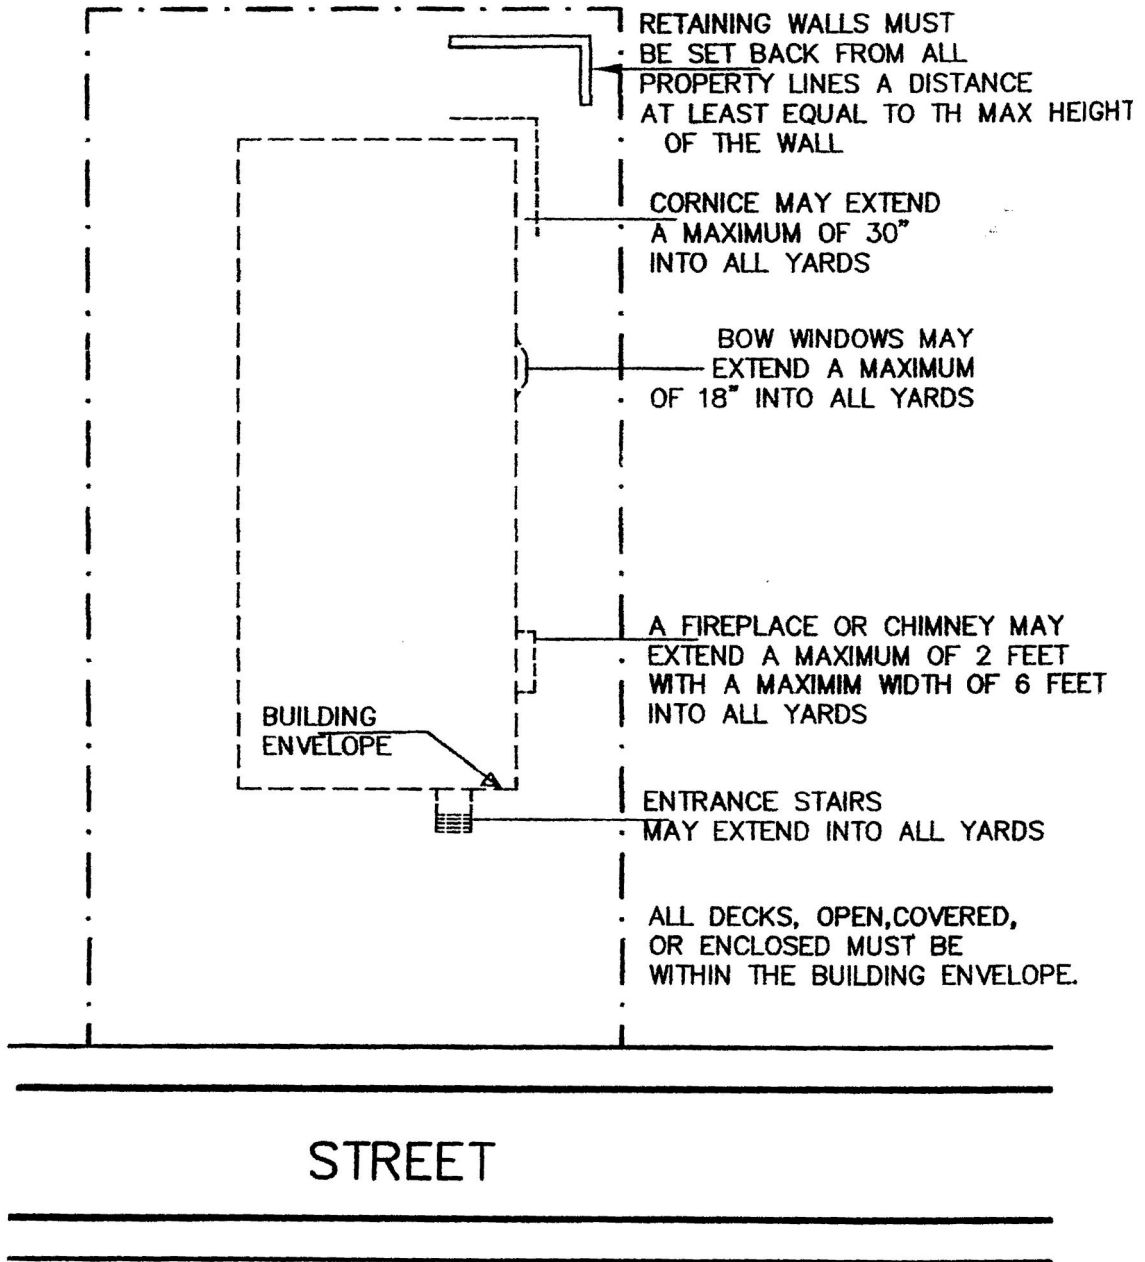 RETAINING WALLS MUST
BE SET BACK FROM ALL
PROPERTY LINES A DISTANCE
AT LEAST EQUAL TO TH MAX HEIGHT
OF THE WALL
CORNICE MAY EXTEND
A MAXIMUM OF 30"
INTO ALL YARDS
BOW WINDOWS MAY
EXTEND A MAXIMUM
OF 18" INTO ALL YARDS
A FIREPLACE OR CHIMNEY MAY
EXTEND A MAXIMUM OF 2 FEET
WITH A MAXIMIM WIDTH OF 6 FEET
INTO ALL YARDS
BUILDING
ENVELOPE
ENTRANCE STAIRS
MAY EXTEND INTO ALL YARDS
ALL DECKS, OPEN,COVERED,
OR ENCLOSED MUST BE
WITHIN THE BUILDING ENVELOPE.
STREET